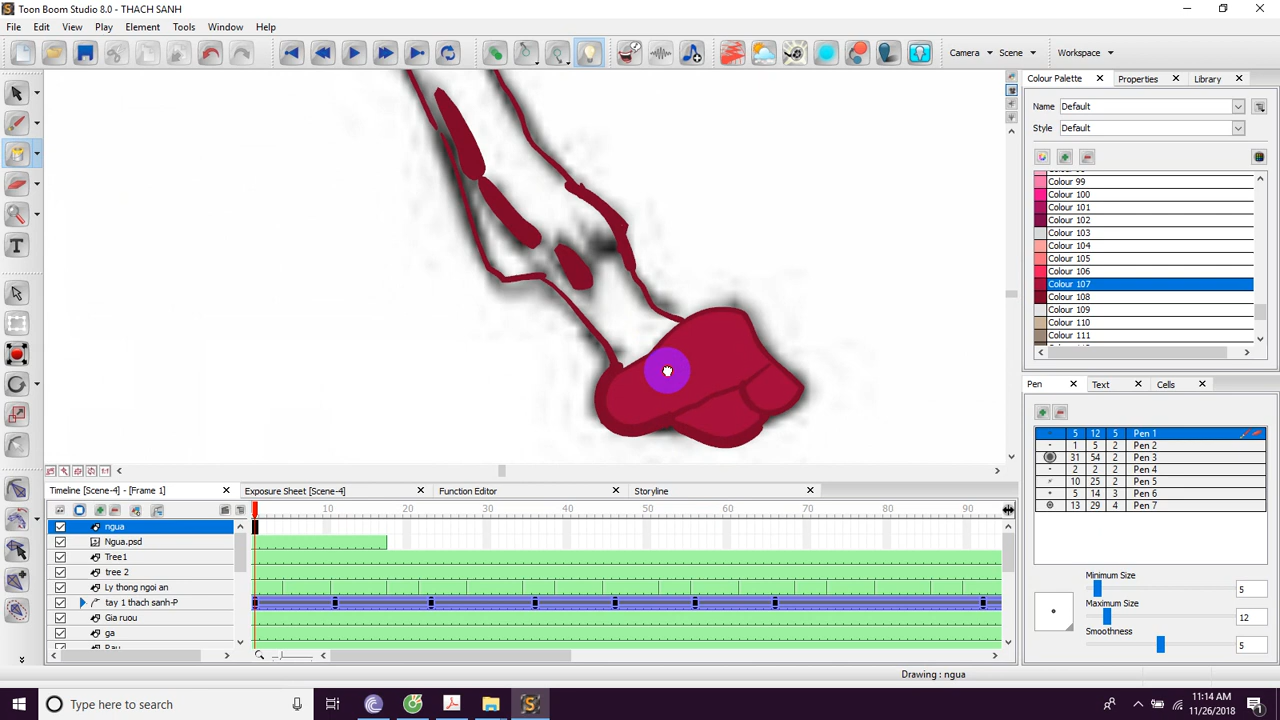 Toon Boom Studio 8.0 - THACH SANH
File Edit View Play Element Tools Window Help
Camera Scene Workspace
Colour Palette Properties Library
Name Default
Style Default
Colour 99
Colour 100
Colour 101
Colour 102
Colour 103
Colour 104
Colour 105
Colour 106
Colour 107
Colour 108
Colour 109
Colour 110
Colour 111
Pen Text Cells
5 12 5 Pen 1
1 5 2 Pen 2
31 54 2 Pen 3
2 2 2 Pen 4
10 25 2 Pen 5
5 14 3 Pen 6
13 29 4 Pen 7
Minimum Size
5
Maximum Size
12
Smoothness
5
Timeline [Scene-4] - [Frame 1] Exposure Sheet [Scene-4] Function Editor Storyline
10 20 30 40 50 60 70 80 90
ngua
Ngua.psd
Tree1
tree 2
Ly thong ngoi an
tay 1 thach sanh-P
Gia ruou
ga
Drawing : ngua
Type here to search
11:14 AM
11/26/2018